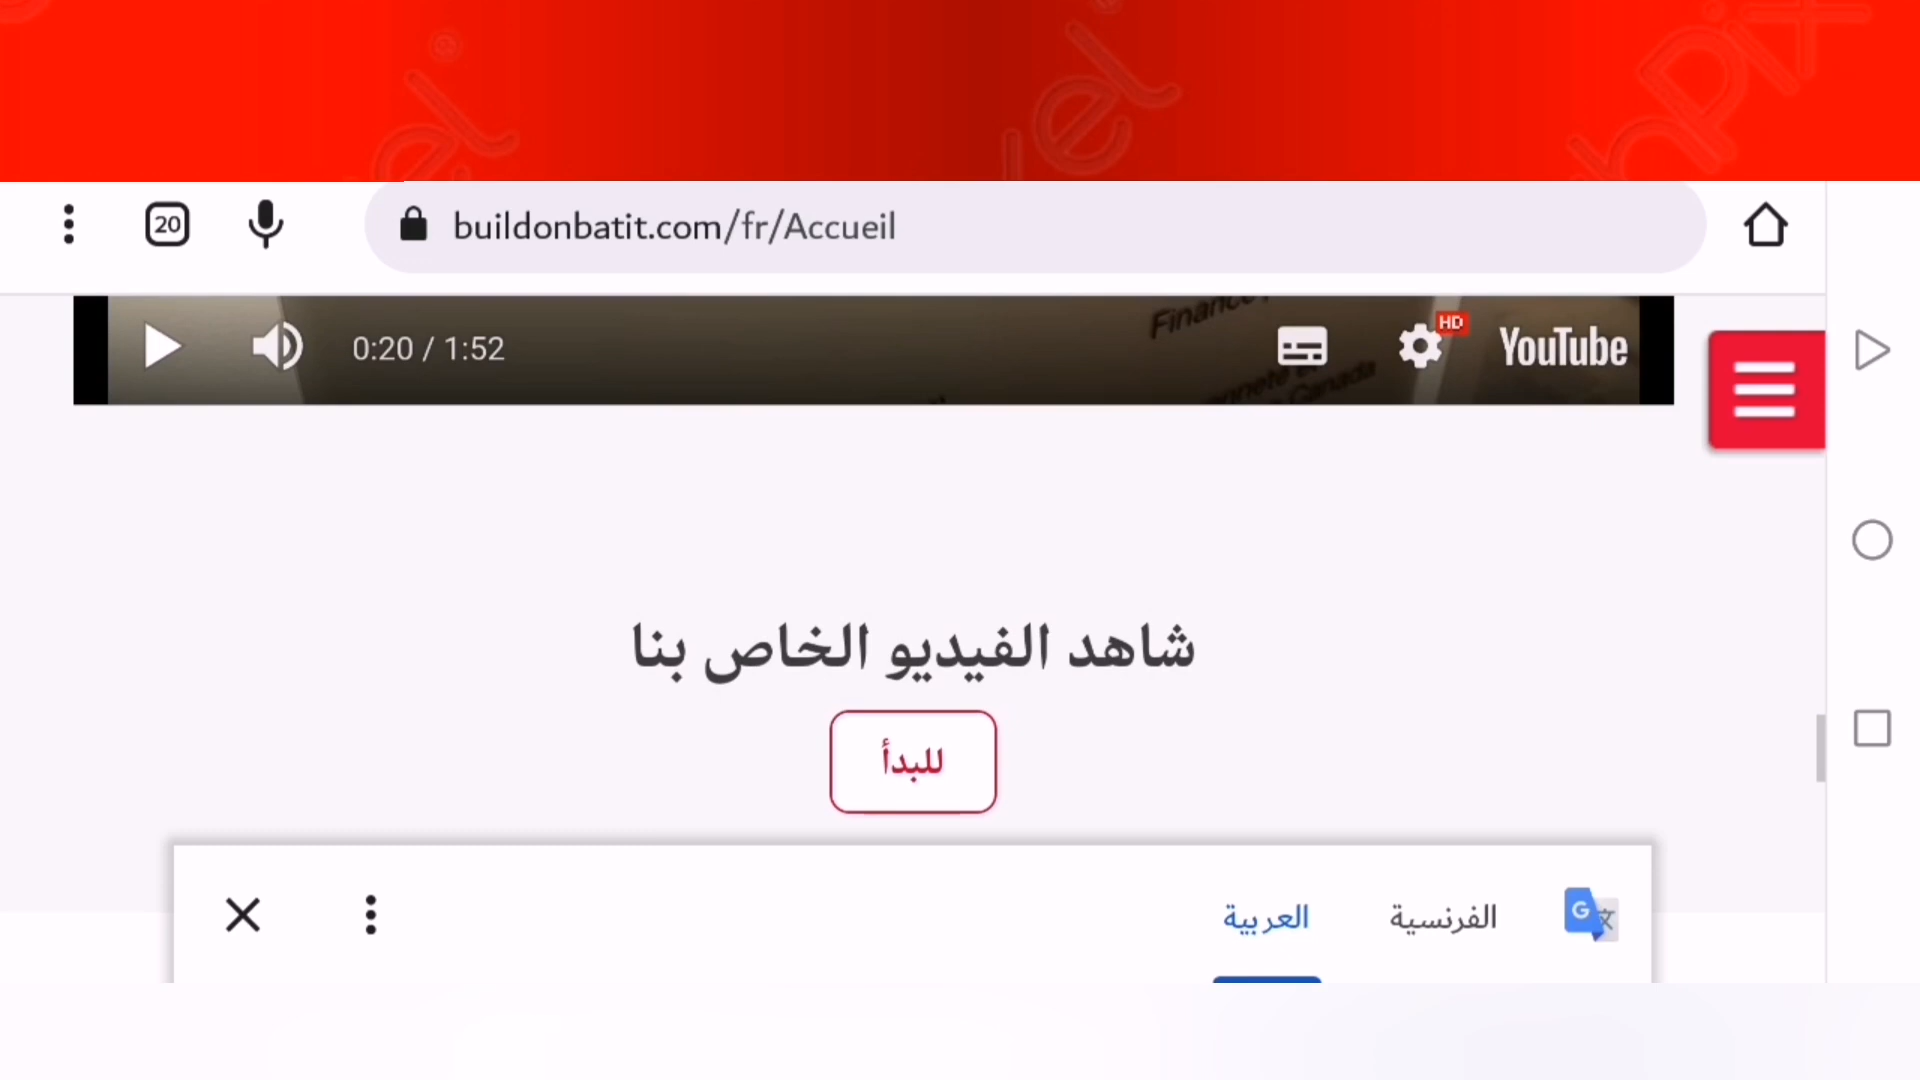 20
buildonbatit.com/fr/Accueil
0:20 / 1:52
HD
YouTube
شاهد الفيديو الخاص بنا
للبدأ
الفرنسية
العربية